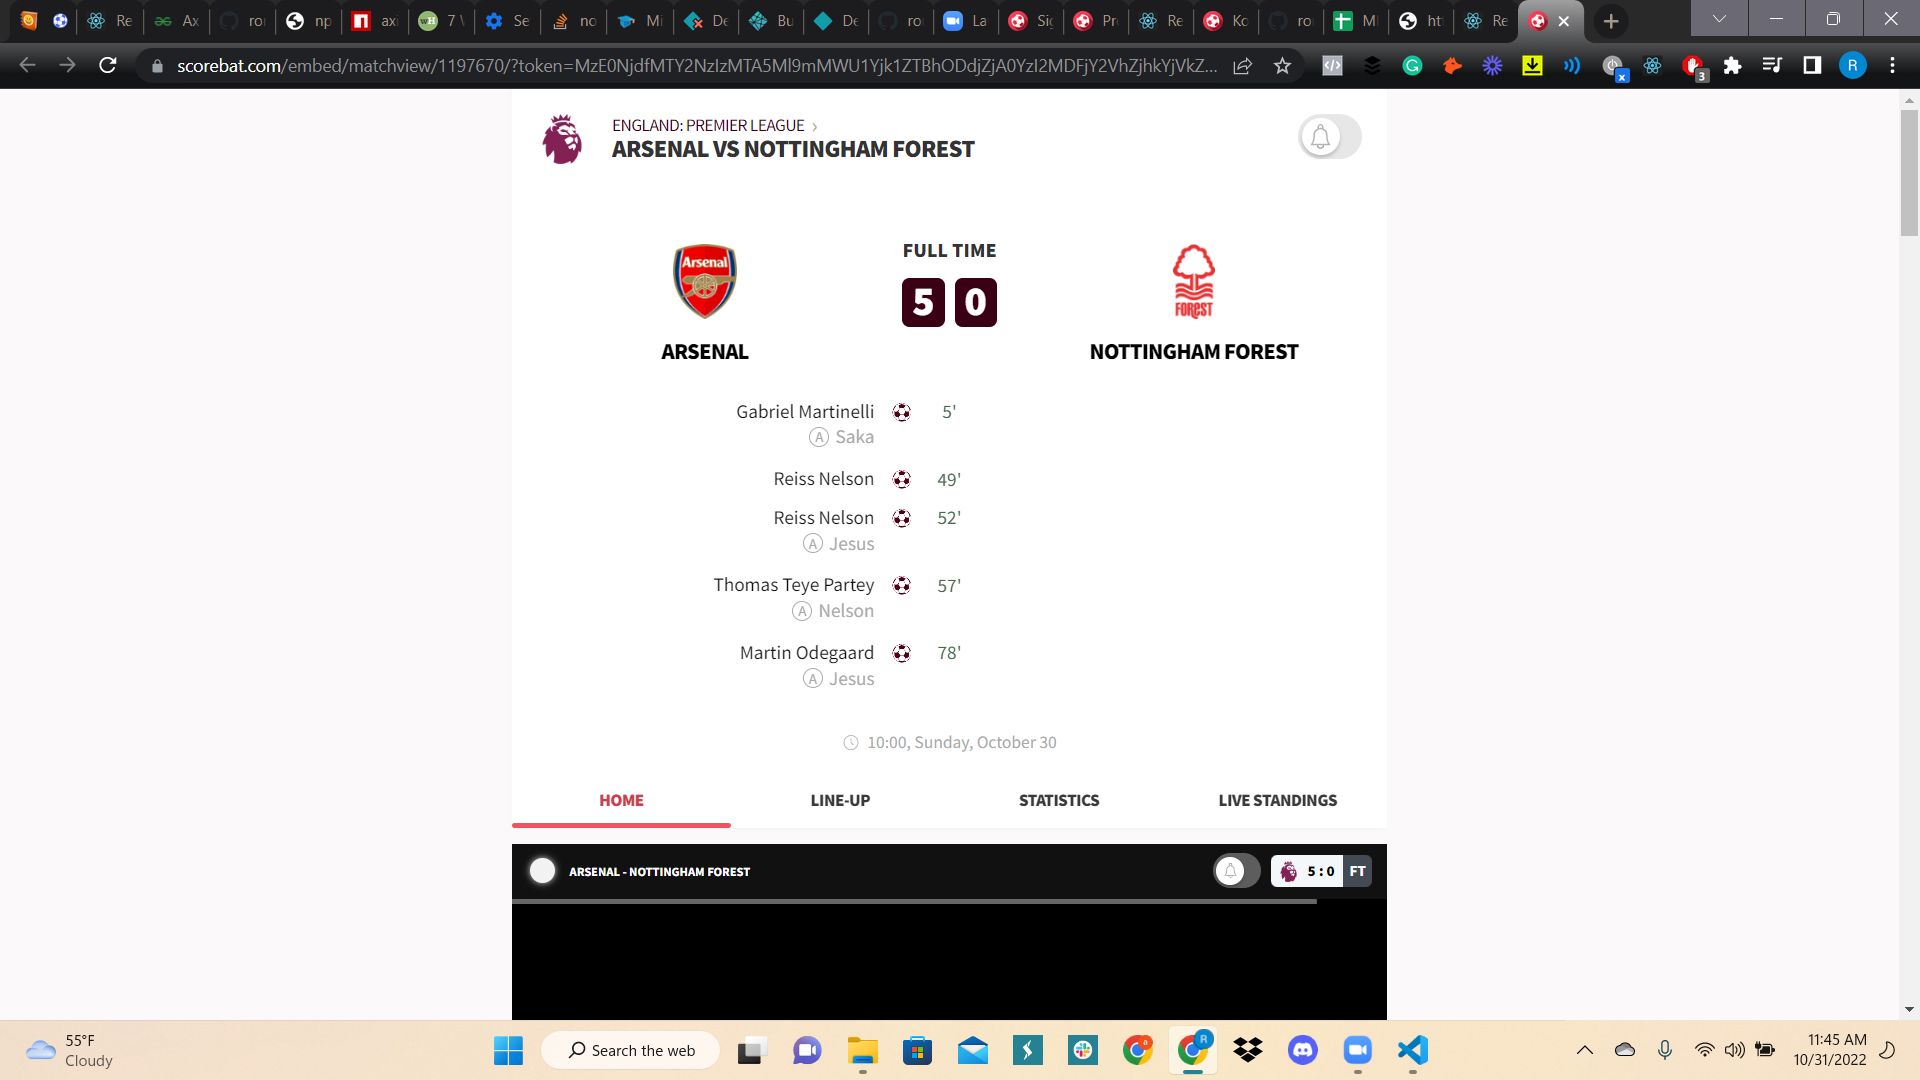 Re
Ax
ro
np
axi
7
Se
no
Mi
De
Bu
De
ro
La
Sig
Pr
Re
Ko
ro
MI
ht
Re
scorebat.com/embed/matchview/1197670/?token=MzE0NjdfMTY2NzIzMTA5Ml9mMWU1Yjk1ZTBhODdjZjA0YzI2MDFjY2VhZjhkYjVkZ...
3
R
ENGLAND: PREMIER LEAGUE ›
ARSENAL VS NOTTINGHAM FOREST
FULL TIME
Arsenal
5 0
FOREST
ARSENAL
NOTTINGHAM FOREST
Gabriel Martinelli 5'
A Saka
Reiss Nelson 49'
Reiss Nelson 52'
A Jesus
Thomas Teye Partey 57'
A Nelson
Martin Odegaard 78'
A Jesus
10:00, Sunday, October 30
HOME LINE-UP STATISTICS LIVE STANDINGS
ARSENAL - NOTTINGHAM FOREST 5 : 0 FT
55°F
Cloudy
Search the web
11:45 AM
10/31/2022